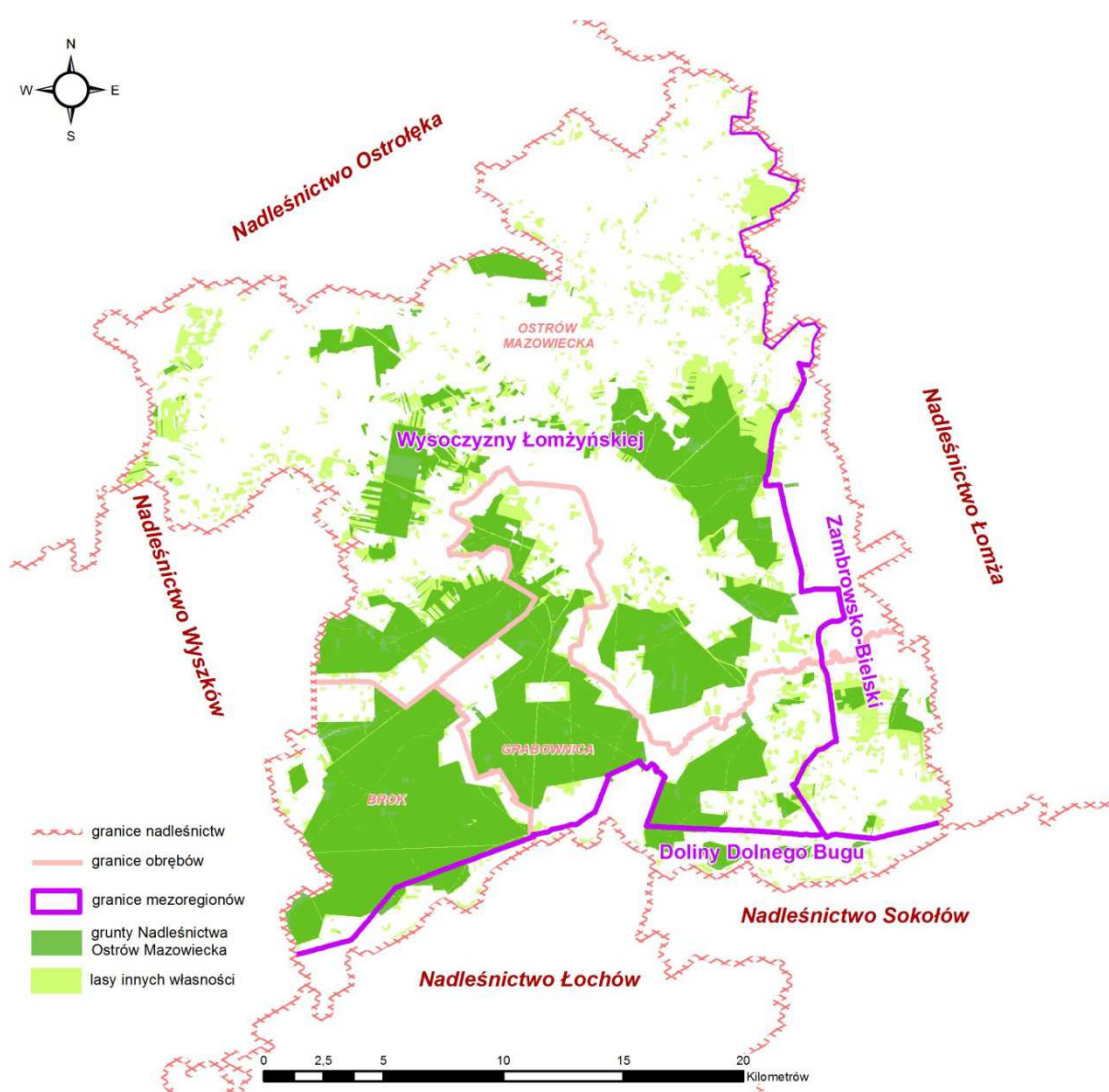 N
W E
S
Nadleśnictwo Ostrołęka
OSTRÓW
MAZOWIECKA
Wysoczyzny Łomżyńskiej
Nadleśnictwo Łomża
Nadleśnictwo Wyszków
Zambrowsko-Bielski
GRABOWNICA
BROK
Doliny Dolnego Bugu
Nadleśnictwo Sokołów
Nadleśnictwo Łochów
granice nadleśnictw
granice obrębów
granice mezoregionów
grunty Nadleśnictwa
Ostrów Mazowiecka
lasy innych własności
0 2,5 5 10 15 20
Kilometrów